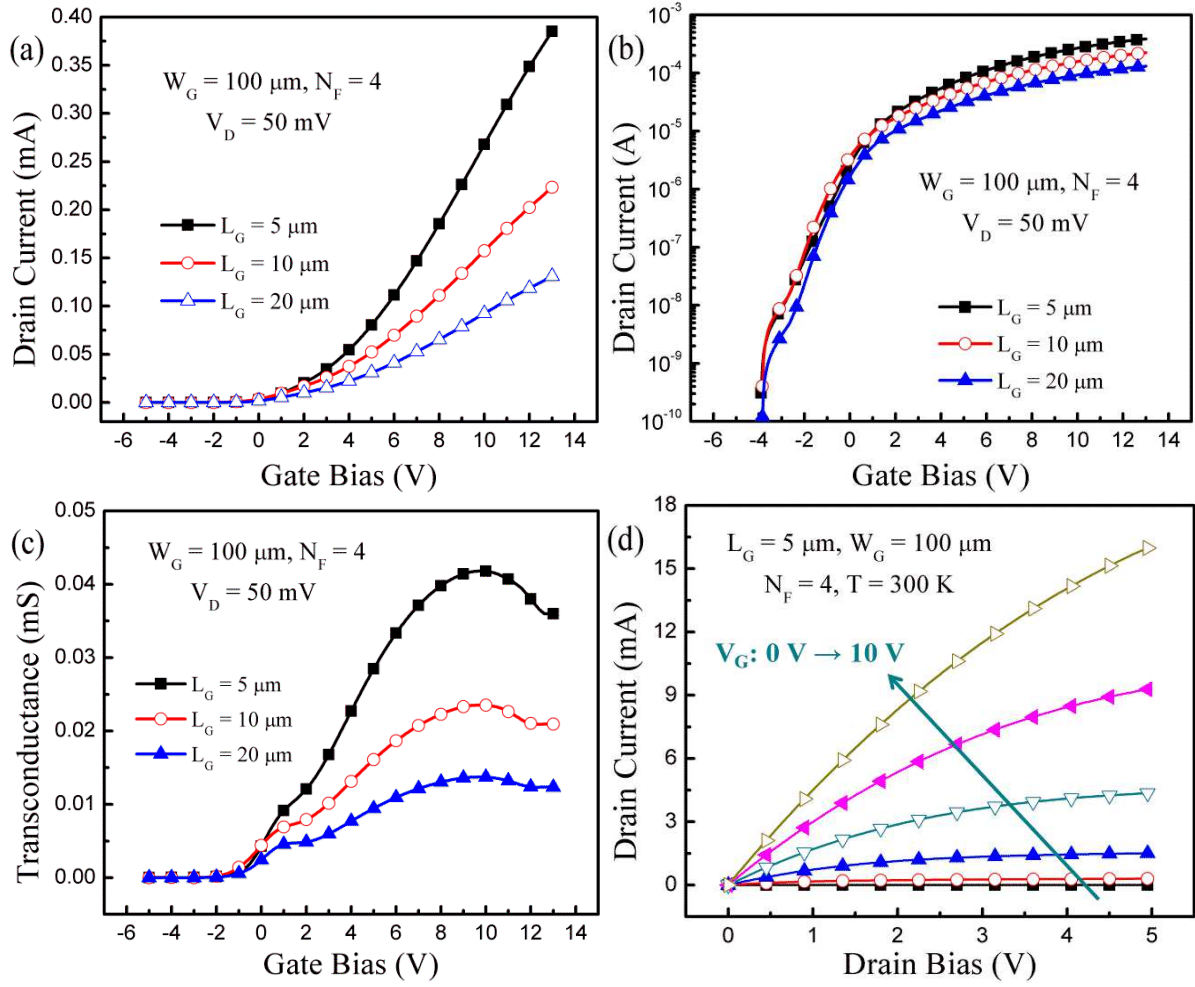 (a)
0.40
0.35
0.30
0.25
0.20
0.15
0.10
0.05
0.00
Drain Current (mA)
W_G = 100 μm, N_F = 4
V_D = 50 mV
L_G = 5 μm
L_G = 10 μm
L_G = 20 μm
-6 -4 -2 0 2 4 6 8 10 12 14
Gate Bias (V)
(b)
10^-3
10^-4
10^-5
10^-6
10^-7
10^-8
10^-9
10^-10
Drain Current (A)
W_G = 100 μm, N_F = 4
V_D = 50 mV
L_G = 5 μm
L_G = 10 μm
L_G = 20 μm
-6 -4 -2 0 2 4 6 8 10 12 14
Gate Bias (V)
(c)
0.05
0.04
0.03
0.02
0.01
0.00
Transconductance (mS)
W_G = 100 μm, N_F = 4
V_D = 50 mV
L_G = 5 μm
L_G = 10 μm
L_G = 20 μm
-6 -4 -2 0 2 4 6 8 10 12 14
Gate Bias (V)
(d)
18
15
12
9
6
3
0
Drain Current (mA)
L_G = 5 μm, W_G = 100 μm
N_F = 4, T = 300 K
V_G: 0 V → 10 V
0 1 2 3 4 5
Drain Bias (V)